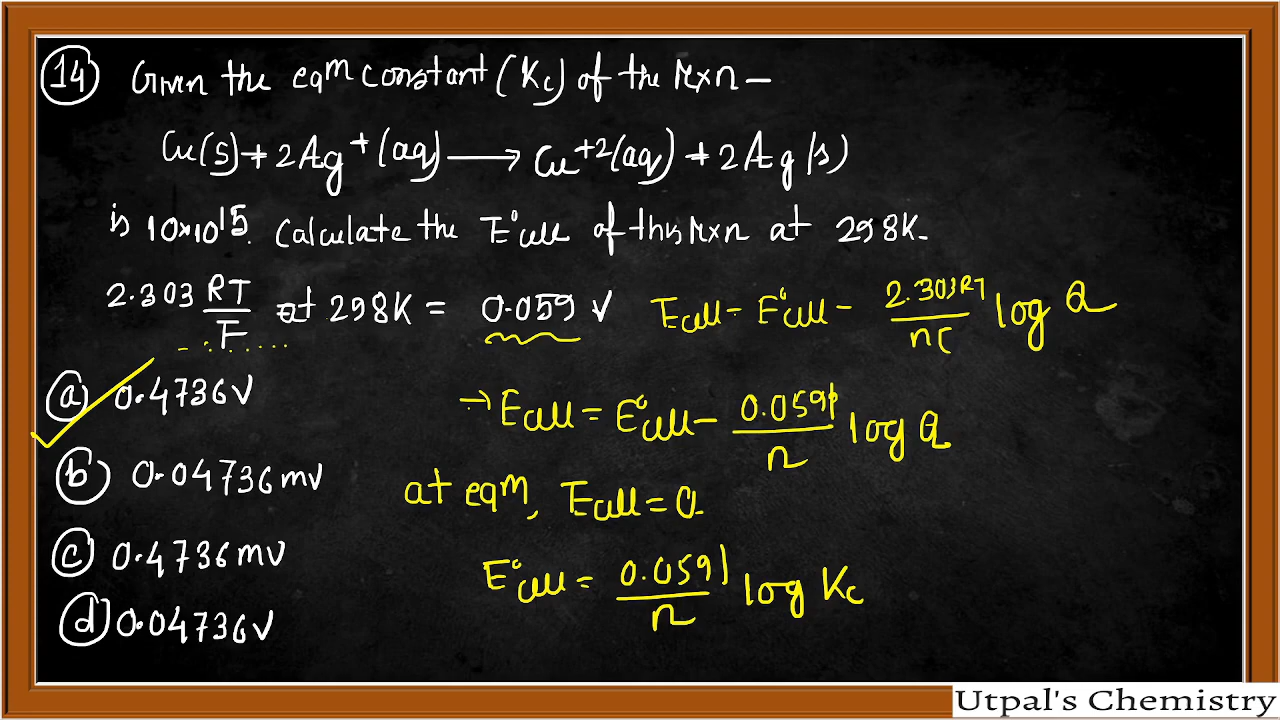 14 Given the eqm constant (Kc) of the rxn –
Cu(s) + 2Ag+(aq) ⟶ Cu+2(aq) + 2Ag(s)
is 10×10^15. Calculate the E°cell of this rxn at 298K.
2.303 RT/F at 298K = 0.059 V
Ecell = E°cell – 2.303RT/nF log Q
(a) 0.4736V
→ Ecell = E°cell – 0.0591/n log Q
(b) 0.04736mV
at eqm, Ecell = 0.
(c) 0.4736mV
E°cell = 0.0591/n log Kc
(d) 0.04736V
Utpal's Chemistry